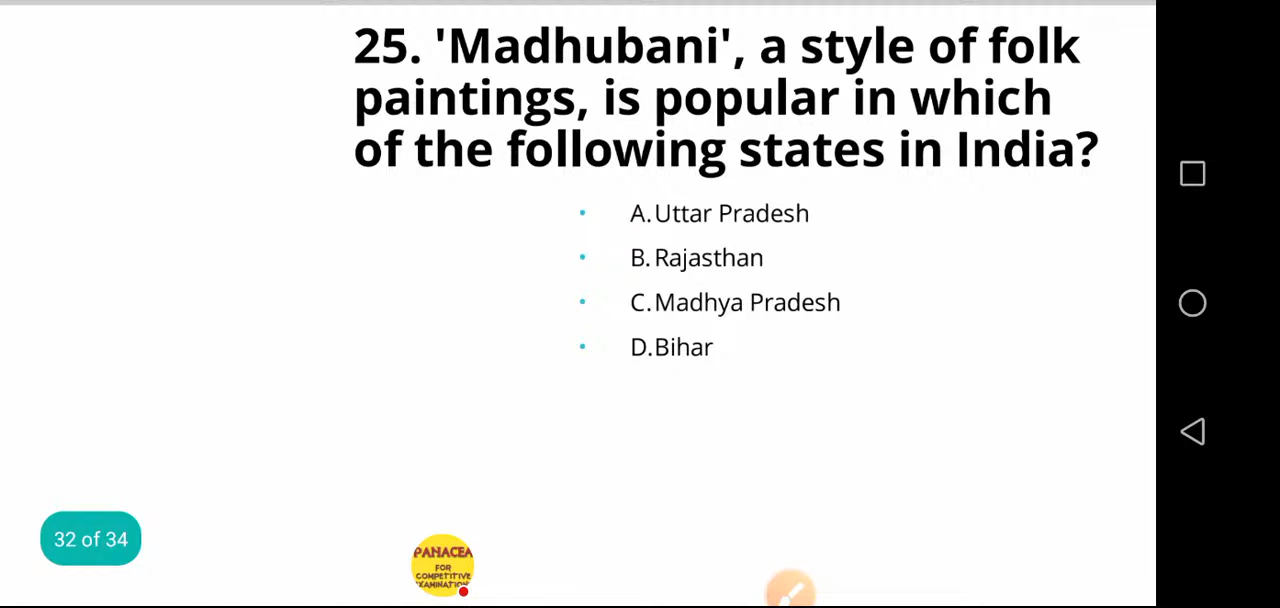 25. 'Madhubani', a style of folk
paintings, is popular in which
of the following states in India?
• A. Uttar Pradesh
• B. Rajasthan
• C. Madhya Pradesh
• D. Bihar
32 of 34
PANACEA
FOR
COMPETITIVE
EXAMINATION